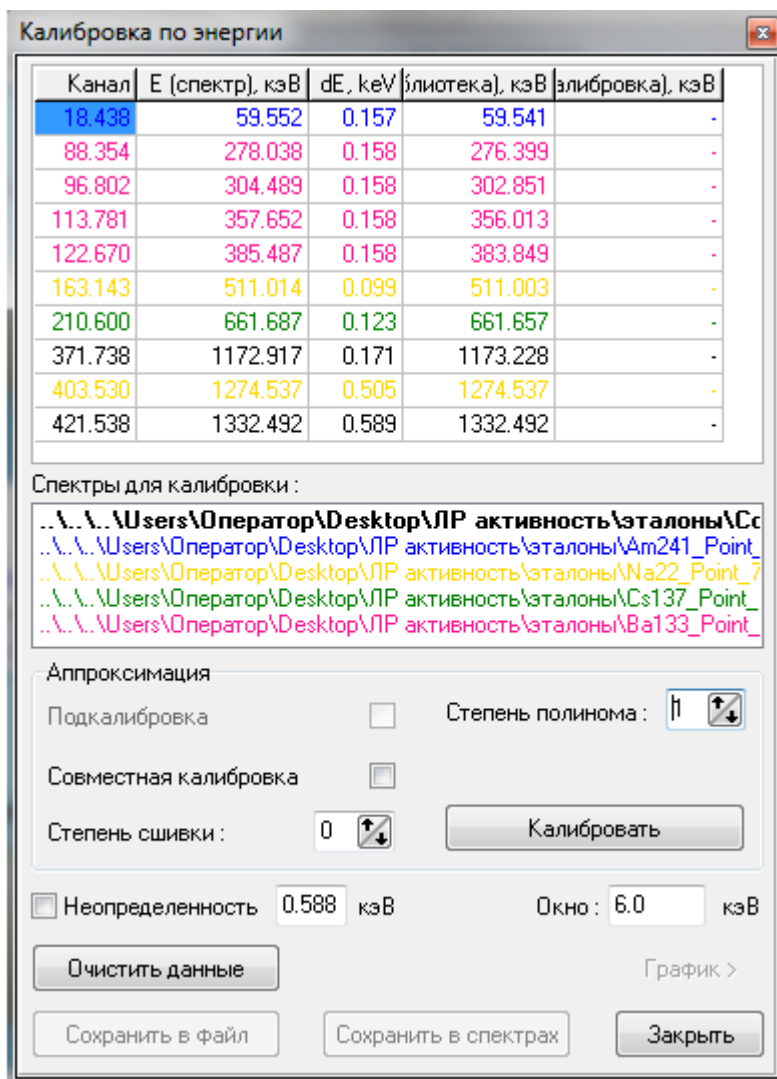 Калибровка по энергии
Канал E (спектр), кэВ dE, keV блиотека), кэВ алибровка), кэВ
18.438 59.552 0.157 59.541 -
88.354 278.038 0.158 276.399 -
96.802 304.489 0.158 302.851 -
113.781 357.652 0.158 356.013 -
122.670 385.487 0.158 383.849 -
163.143 511.014 0.099 511.003 -
210.600 661.687 0.123 661.657 -
371.738 1172.917 0.171 1173.228 -
403.530 1274.537 0.505 1274.537 -
421.538 1332.492 0.589 1332.492 -
Спектры для калибровки :
..\..\..\Users\Оператор\Desktop\ЛР активность\эталоны\Cc
..\..\..\Users\Оператор\Desktop\ЛР активность\эталоны\Am241_Point_
..\..\..\Users\Оператор\Desktop\ЛР активность\эталоны\Na22_Point_7
..\..\..\Users\Оператор\Desktop\ЛР активность\эталоны\Cs137_Point_
..\..\..\Users\Оператор\Desktop\ЛР активность\эталоны\Ba133_Point_
Аппроксимация
Подкалибровка
Степень полинома : 1
Совместная калибровка
Степень сшивки : 0
Калибровать
Неопределенность 0.588 кэВ
Окно : 6.0 кэВ
Очистить данные
График >
Сохранить в файл
Сохранить в спектрах
Закрыть